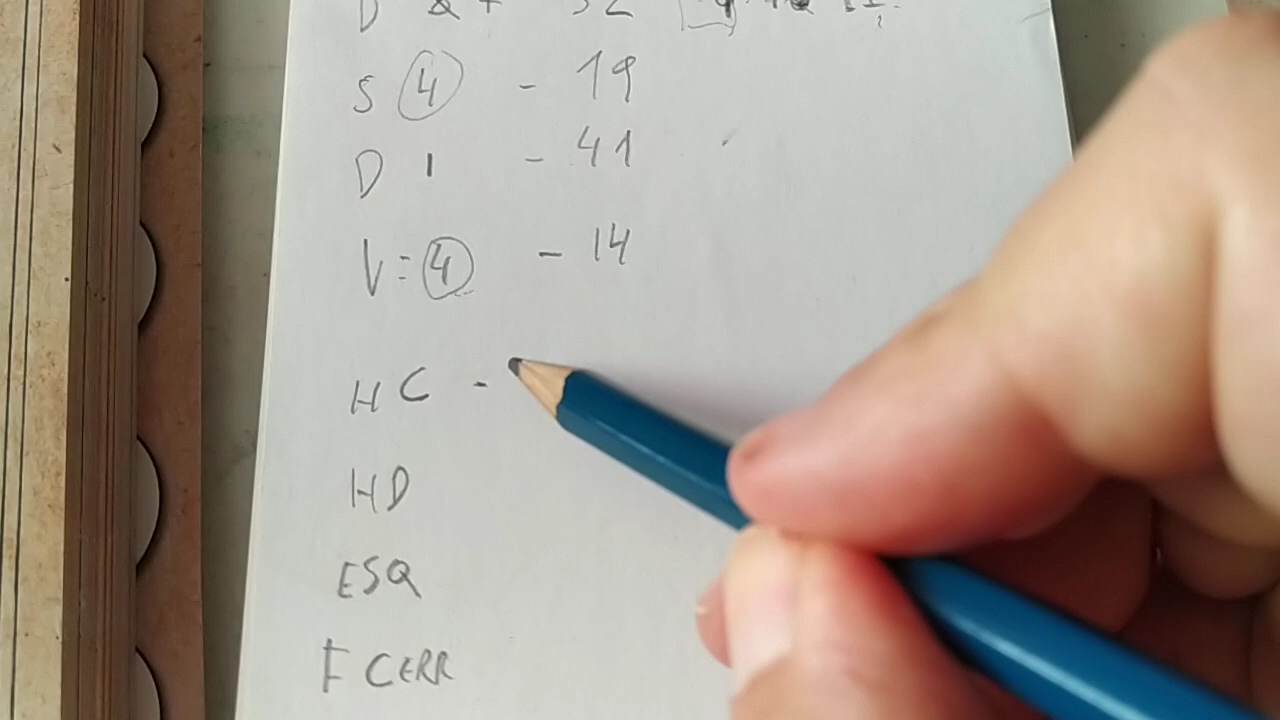 S 4 - 19
D 1 - 41
V = 4 - 14
HC -
HD
ESQ
F CERR